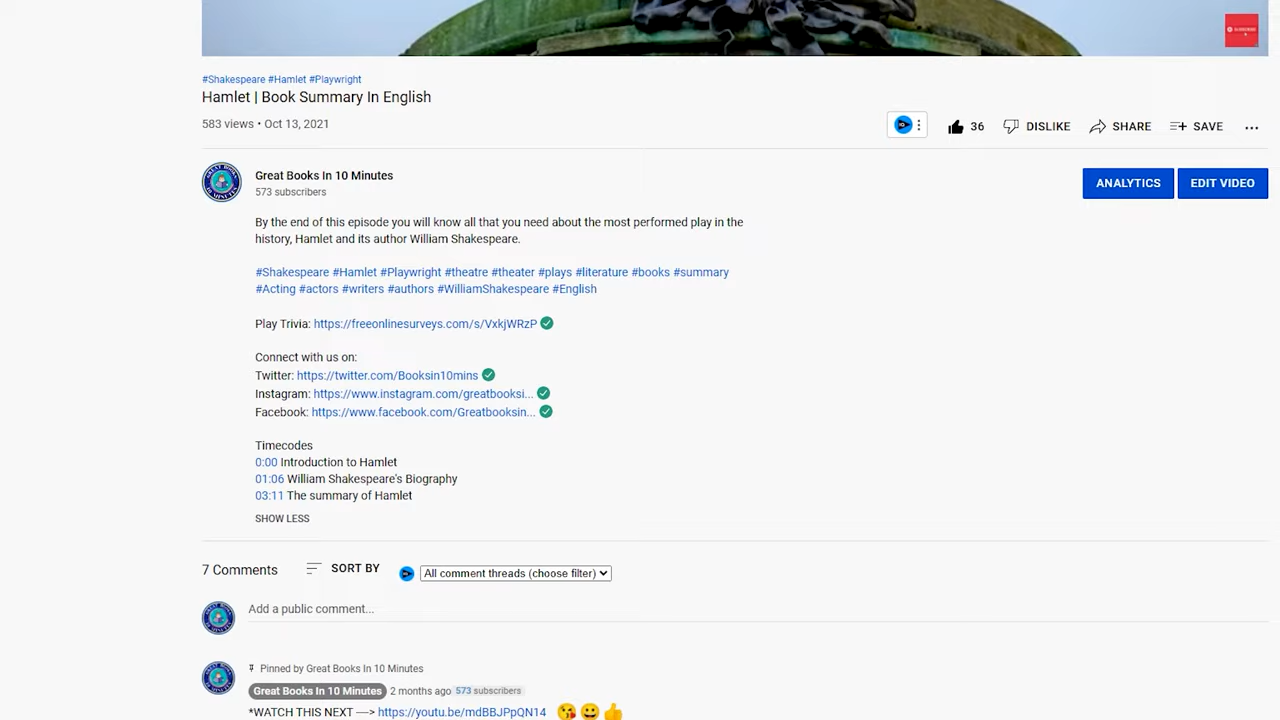 #Shakespeare #Hamlet #Playwright
Hamlet | Book Summary In English
583 views • Oct 13, 2021
36 DISLIKE SHARE SAVE ...
Great Books In 10 Minutes
573 subscribers
ANALYTICS EDIT VIDEO
By the end of this episode you will know all that you need about the most performed play in the
history, Hamlet and its author William Shakespeare.
#Shakespeare #Hamlet #Playwright #theatre #theater #plays #literature #books #summary
#Acting #actors #writers #authors #WilliamShakespeare #English
Play Trivia: https://freeonlinesurveys.com/s/VxkjWRzP
Connect with us on:
Twitter: https://twitter.com/Booksin10mins
Instagram: https://www.instagram.com/greatbooksi...
Facebook: https://www.facebook.com/Greatbooksin...
Timecodes
0:00 Introduction to Hamlet
01:06 William Shakespeare's Biography
03:11 The summary of Hamlet
SHOW LESS
7 Comments SORT BY All comment threads (choose filter)
Add a public comment...
Pinned by Great Books In 10 Minutes
Great Books In 10 Minutes 2 months ago 573 subscribers
*WATCH THIS NEXT ---> https://youtu.be/mdBBJPpQN14 😘 😀 👍